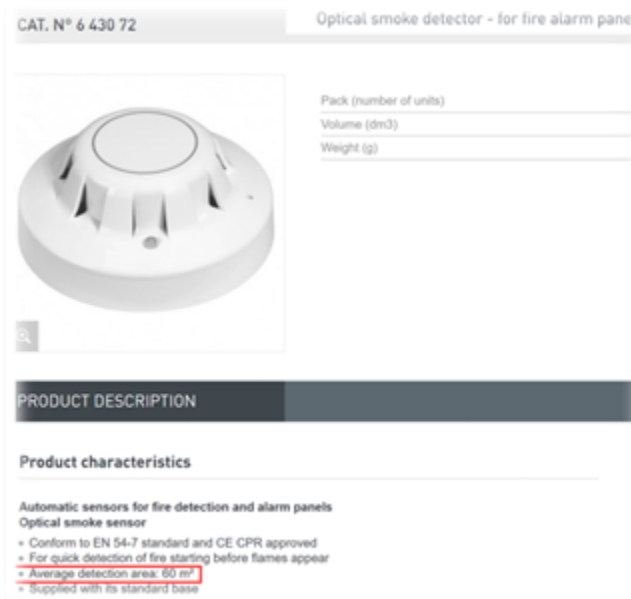 CAT. N° 6 430 72
Optical smoke detector - for fire alarm pane
Pack (number of units)
Volume (dm3)
Weight (g)
PRODUCT DESCRIPTION
Product characteristics
Automatic sensors for fire detection and alarm panels
Optical smoke sensor
• Conform to EN 54-7 standard and CE CPR approved
• For quick detection of fire starting before flames appear
• Average detection area: 60 m²
• Supplied with its standard base